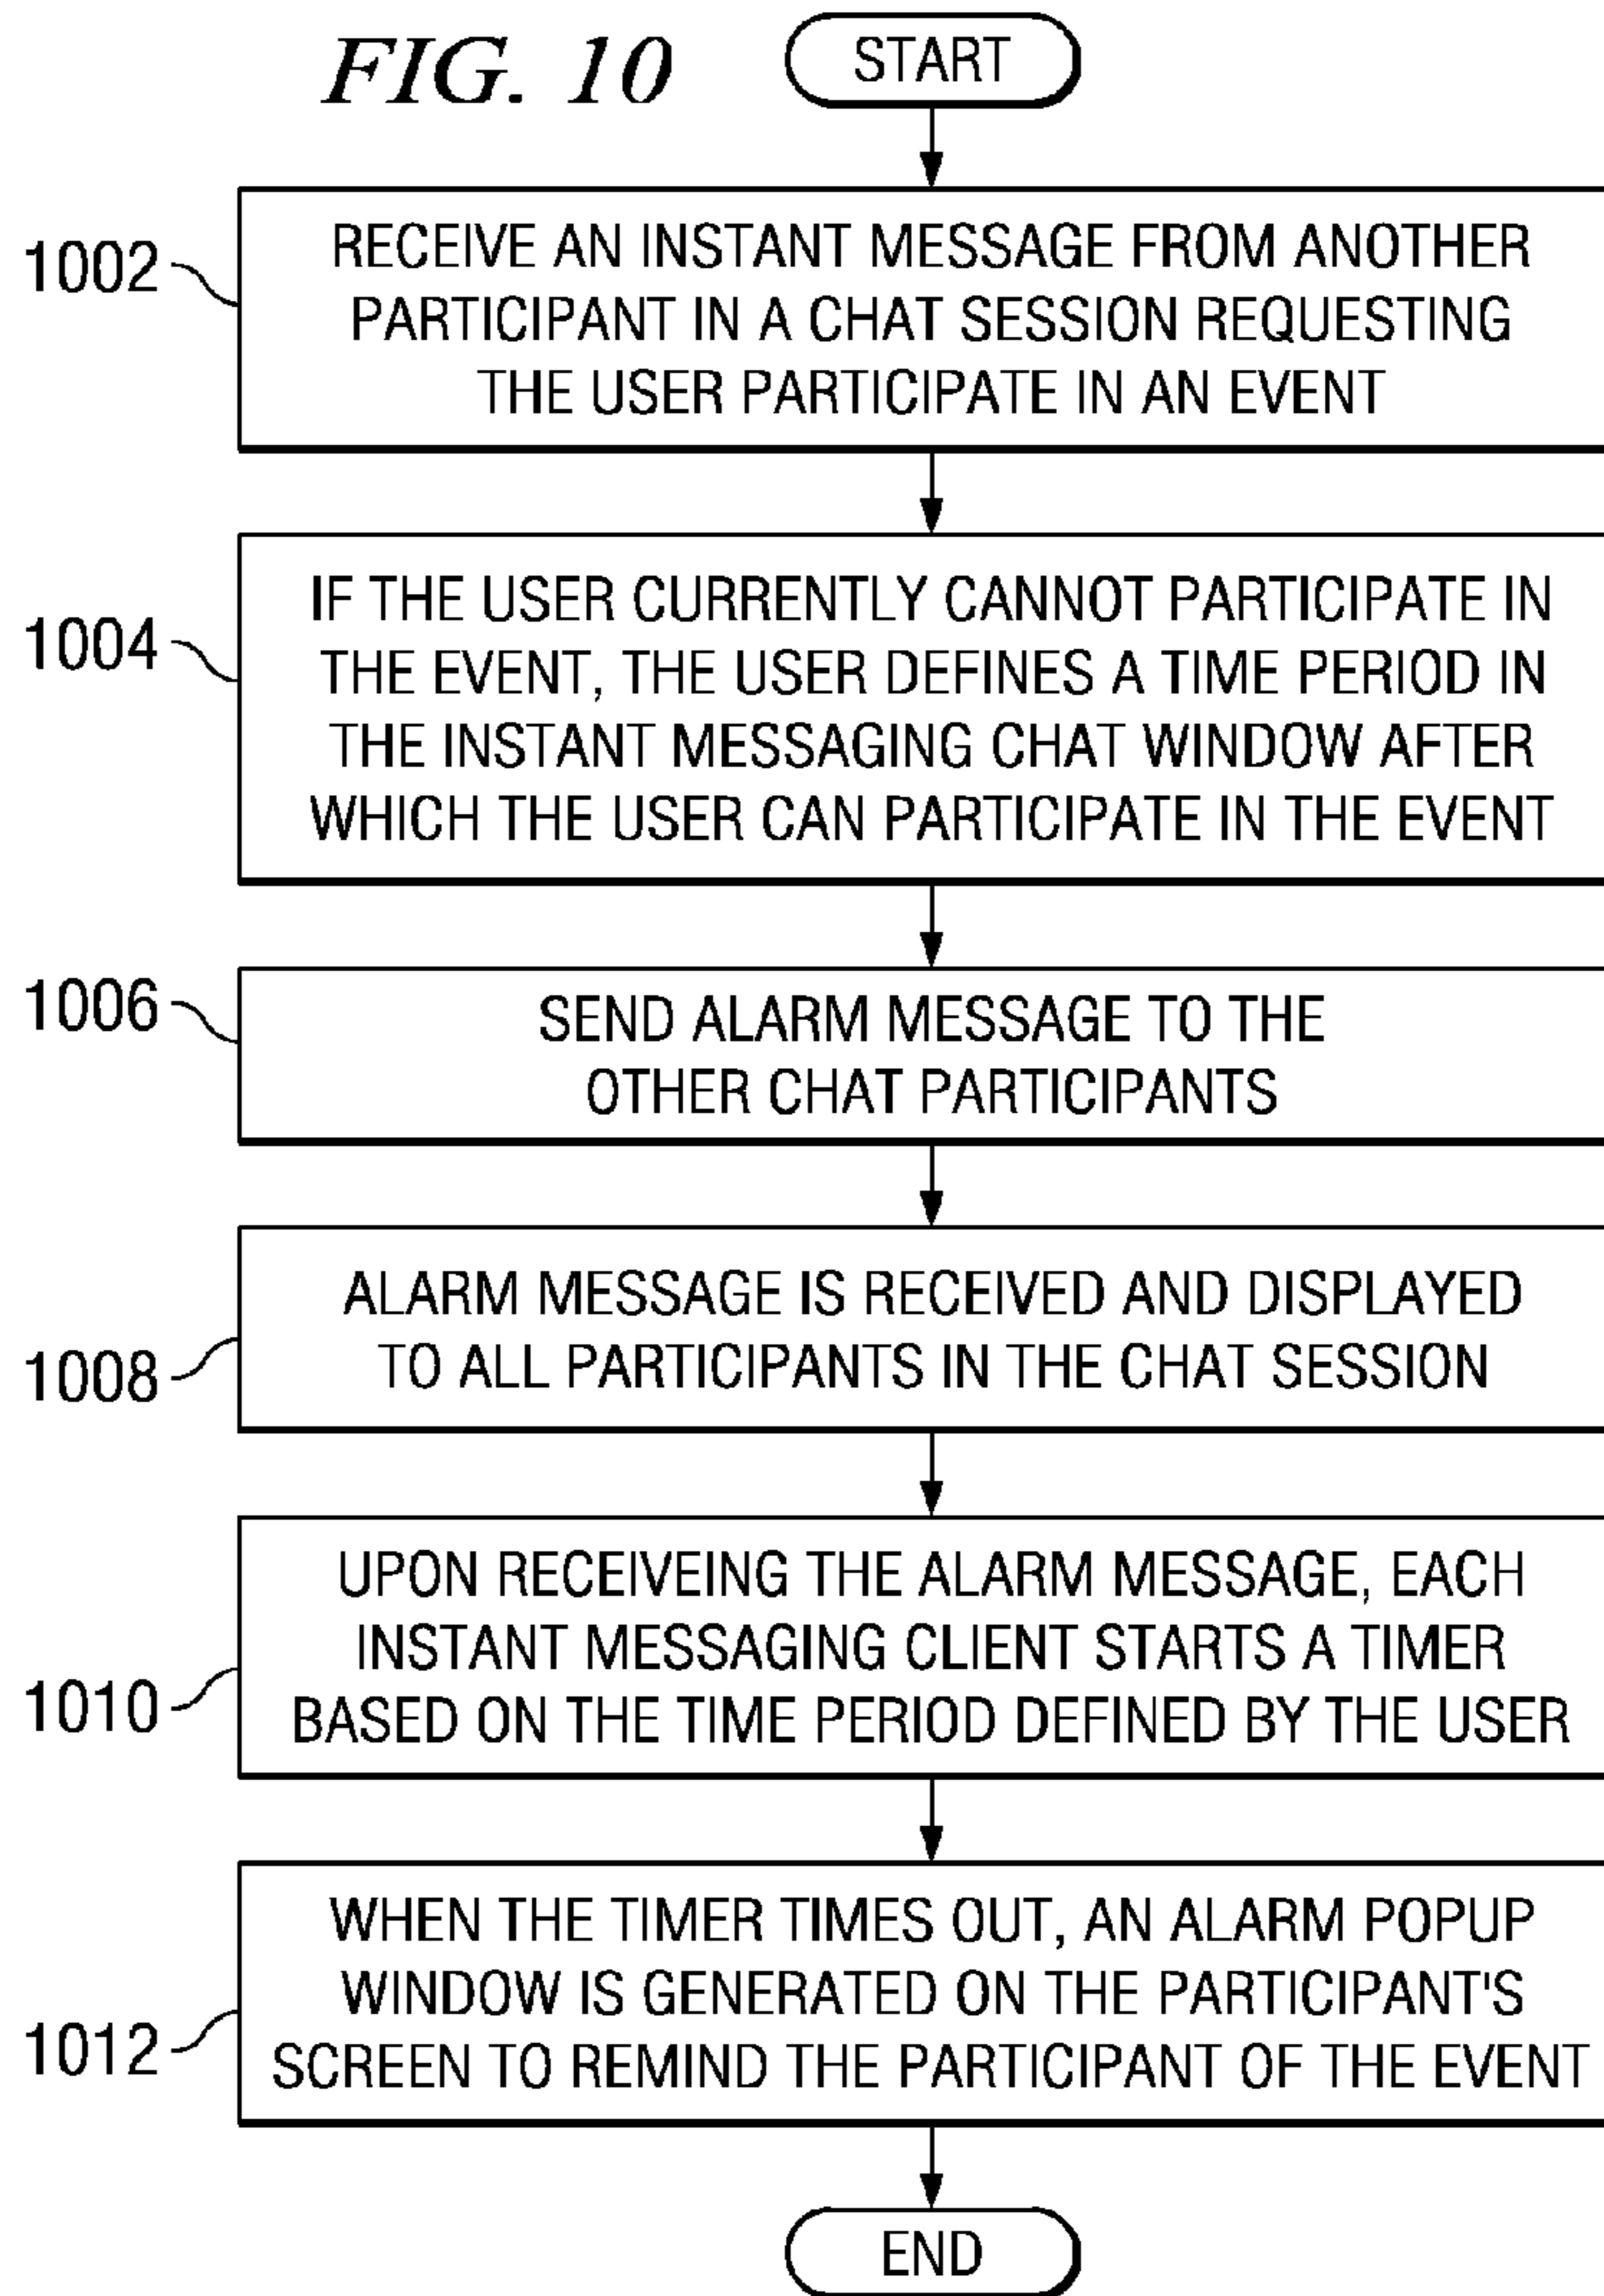 FIG. 10
START
1002
RECEIVE AN INSTANT MESSAGE FROM ANOTHER
PARTICIPANT IN A CHAT SESSION REQUESTING
THE USER PARTICIPATE IN AN EVENT
1004
IF THE USER CURRENTLY CANNOT PARTICIPATE IN
THE EVENT, THE USER DEFINES A TIME PERIOD IN
THE INSTANT MESSAGING CHAT WINDOW AFTER
WHICH THE USER CAN PARTICIPATE IN THE EVENT
1006
SEND ALARM MESSAGE TO THE
OTHER CHAT PARTICIPANTS
1008
ALARM MESSAGE IS RECEIVED AND DISPLAYED
TO ALL PARTICIPANTS IN THE CHAT SESSION
1010
UPON RECEIVEING THE ALARM MESSAGE, EACH
INSTANT MESSAGING CLIENT STARTS A TIMER
BASED ON THE TIME PERIOD DEFINED BY THE USER
1012
WHEN THE TIMER TIMES OUT, AN ALARM POPUP
WINDOW IS GENERATED ON THE PARTICIPANT'S
SCREEN TO REMIND THE PARTICIPANT OF THE EVENT
END